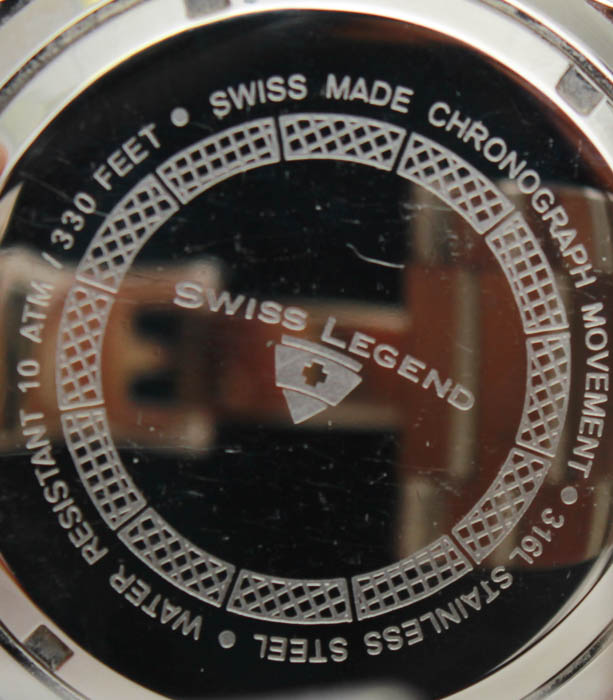 SWISS MADE CHRONOGRAPH MOVEMENT • 316L STAINLESS STEEL • WATER RESISTANT 10 ATM / 330 FEET •
SWISS LEGEND